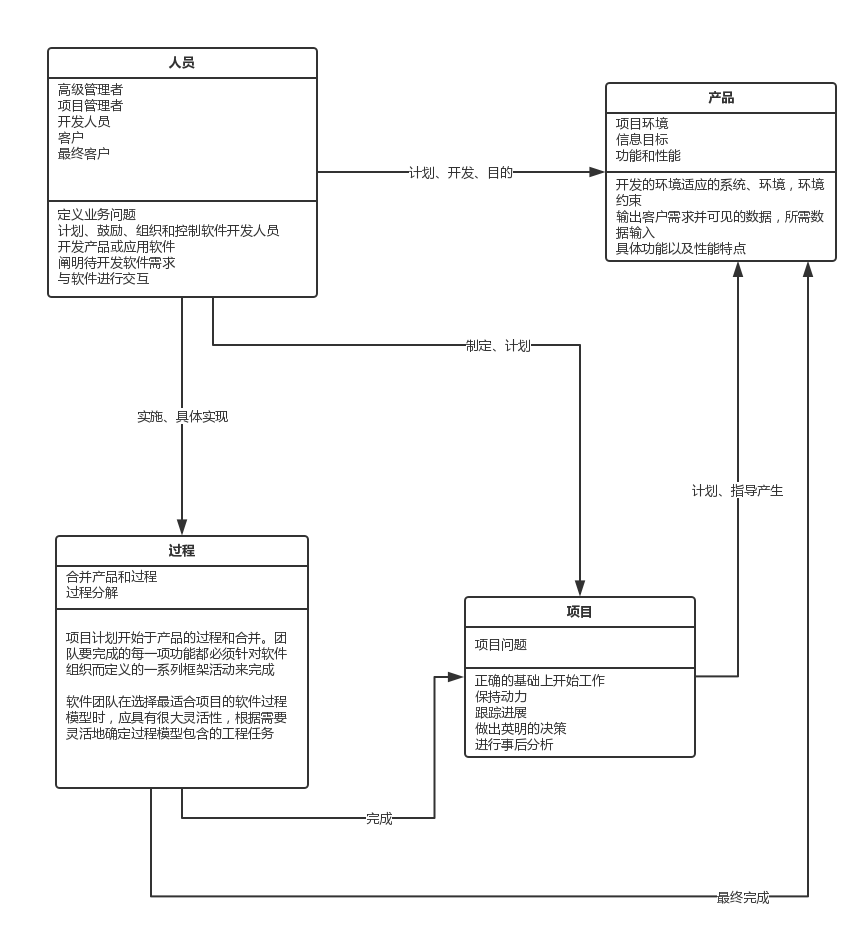 人员
高级管理者
项目管理者
开发人员
客户
最终客户
定义业务问题
计划、鼓励、组织和控制软件开发人员
开发产品或应用软件
阐明待开发软件需求
与软件进行交互
计划、开发、目的
产品
项目环境
信息目标
功能和性能
开发的环境适应的系统、环境，环境
约束
输出客户需求并可见的数据，所需数
据输入
具体功能以及性能特点
制定、计划
实施、具体实现
计划、指导产生
过程
合并产品和过程
过程分解
项目计划开始于产品的过程和合并。团
队要完成的每一项功能都必须针对软件
组织而定义的一系列框架活动来完成
软件团队在选择最适合项目的软件过程
模型时，应具有很大灵活性，根据需要
灵活地确定过程模型包含的工程任务
项目
项目问题
正确的基础上开始工作
保持动力
跟踪进展
做出英明的决策
进行事后分析
完成
最终完成